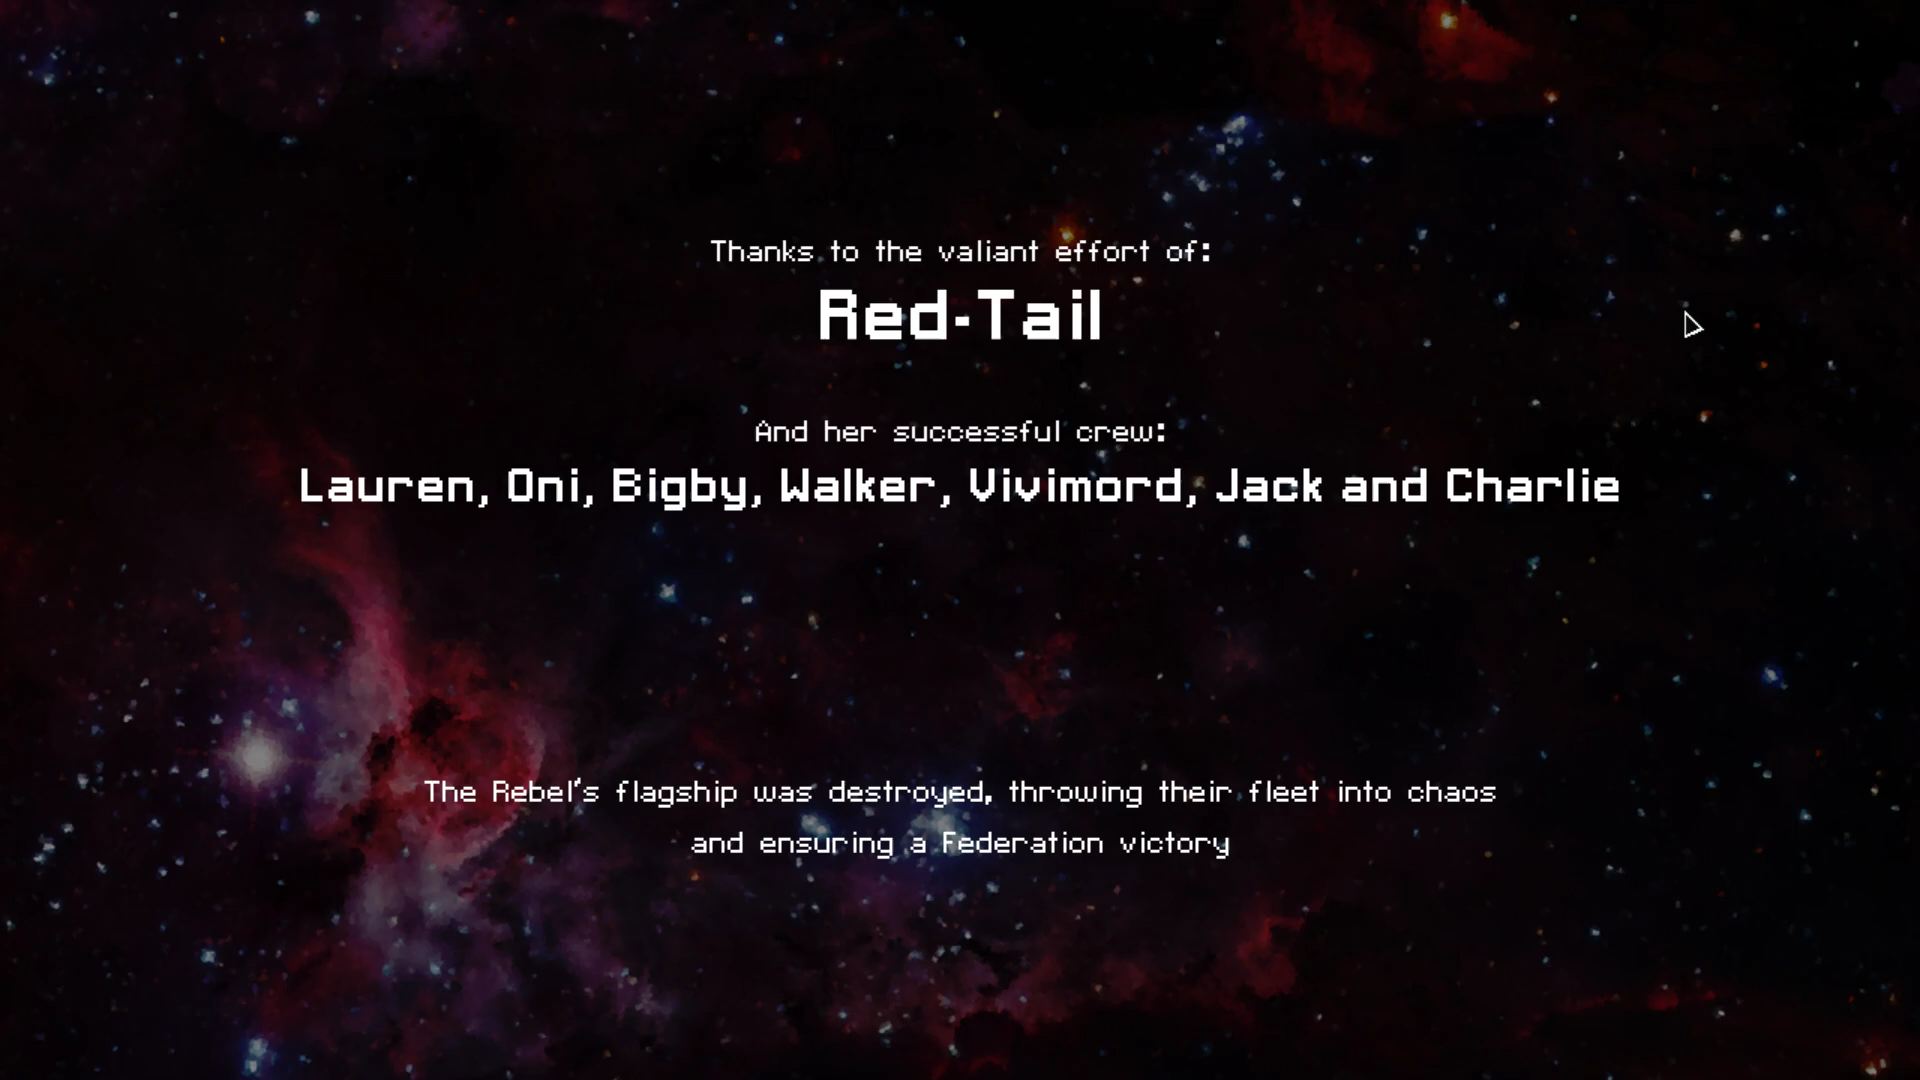 Thanks to the valiant effort of:
Red-Tail
And her successful crew:
Lauren, Oni, Bigby, Walker, Vivimord, Jack and Charlie
The Rebel's flagship was destroyed, throwing their fleet into chaos
and ensuring a Federation victory